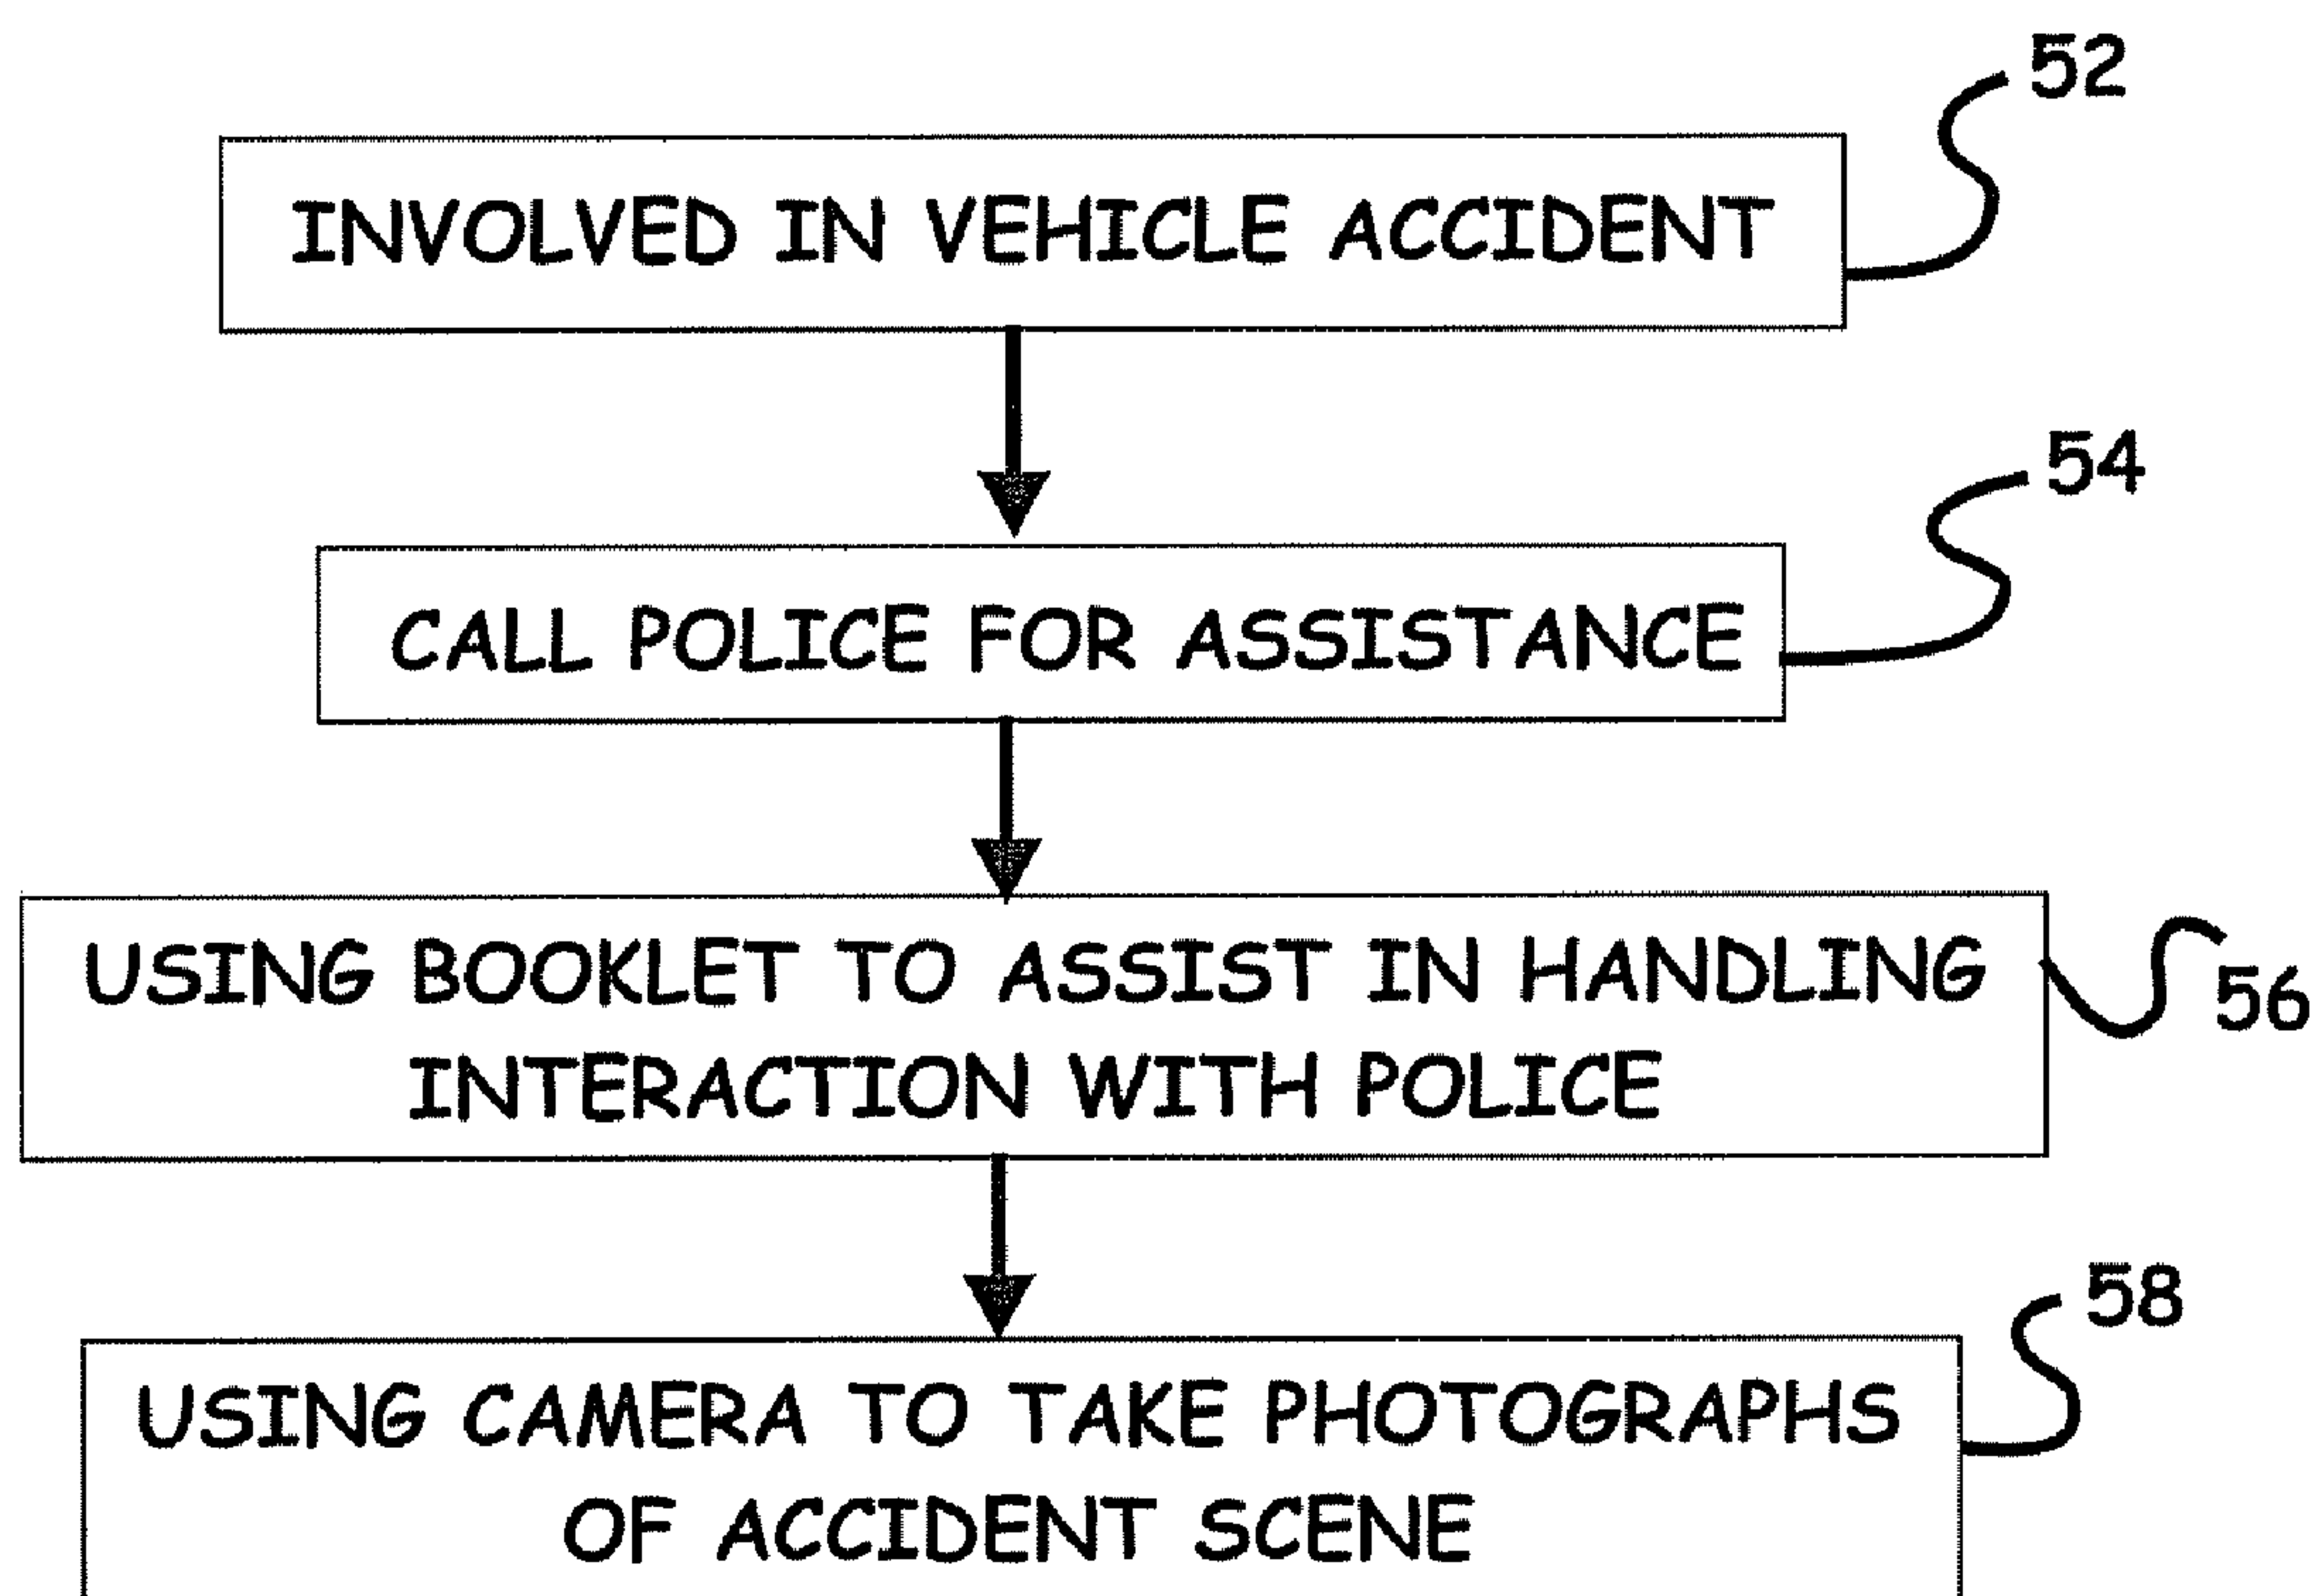 52
INVOLVED IN VEHICLE ACCIDENT
54
CALL POLICE FOR ASSISTANCE
USING BOOKLET TO ASSIST IN HANDLING
56
INTERACTION WITH POLICE
58
USING CAMERA TO TAKE PHOTOGRAPHS
OF ACCIDENT SCENE